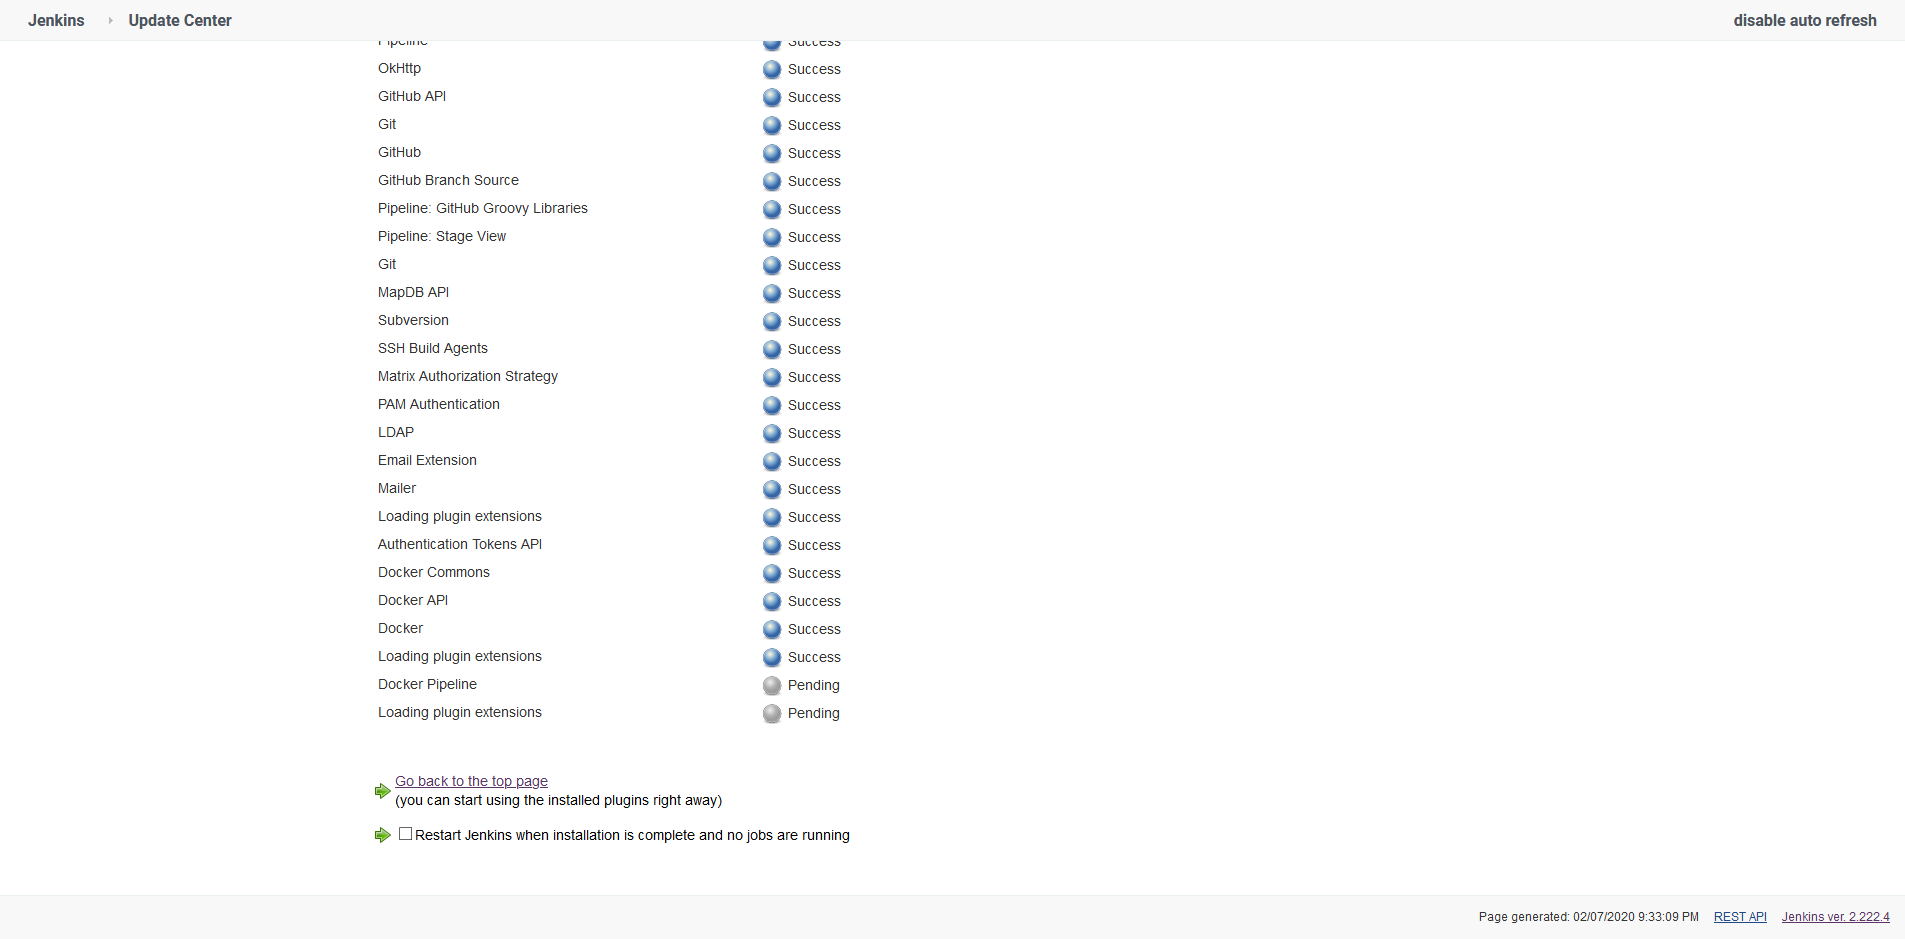 Jenkins Update Center disable auto refresh
Pipeline Success
OkHttp Success
GitHub API Success
Git Success
GitHub Success
GitHub Branch Source Success
Pipeline: GitHub Groovy Libraries Success
Pipeline: Stage View Success
Git Success
MapDB API Success
Subversion Success
SSH Build Agents Success
Matrix Authorization Strategy Success
PAM Authentication Success
LDAP Success
Email Extension Success
Mailer Success
Loading plugin extensions Success
Authentication Tokens API Success
Docker Commons Success
Docker API Success
Docker Success
Loading plugin extensions Success
Docker Pipeline Pending
Loading plugin extensions Pending
Go back to the top page
(you can start using the installed plugins right away)
Restart Jenkins when installation is complete and no jobs are running
Page generated: 02/07/2020 9:33:09 PM REST API Jenkins ver. 2.222.4